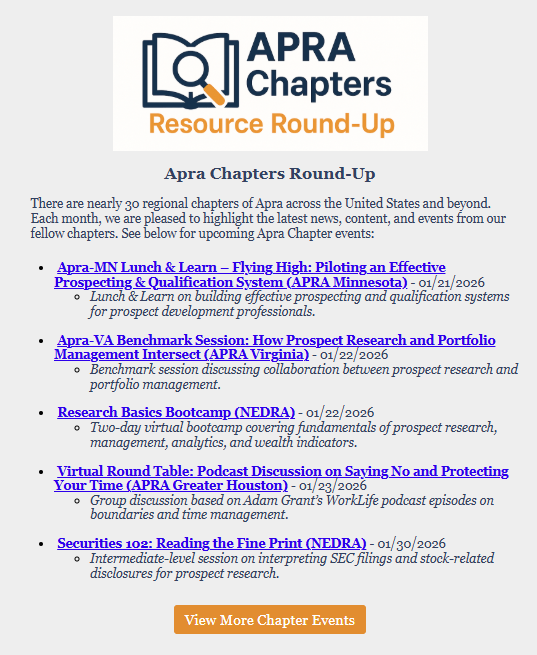 APRA
Chapters
Resource Round-Up
Apra Chapters Round-Up
There are nearly 30 regional chapters of Apra across the United States and beyond.
Each month, we are pleased to highlight the latest news, content, and events from our
fellow chapters. See below for upcoming Apra Chapter events:
Apra-MN Lunch & Learn – Flying High: Piloting an Effective
Prospecting & Qualification System (APRA Minnesota) - 01/21/2026
Lunch & Learn on building effective prospecting and qualification systems
for prospect development professionals.
Apra-VA Benchmark Session: How Prospect Research and Portfolio
Management Intersect (APRA Virginia) - 01/22/2026
Benchmark session discussing collaboration between prospect research and
portfolio management.
Research Basics Bootcamp (NEDRA) - 01/22/2026
Two-day virtual bootcamp covering fundamentals of prospect research,
management, analytics, and wealth indicators.
Virtual Round Table: Podcast Discussion on Saying No and Protecting
Your Time (APRA Greater Houston) - 01/23/2026
Group discussion based on Adam Grant's WorkLife podcast episodes on
boundaries and time management.
Securities 102: Reading the Fine Print (NEDRA) - 01/30/2026
Intermediate-level session on interpreting SEC filings and stock-related
disclosures for prospect research.
View More Chapter Events